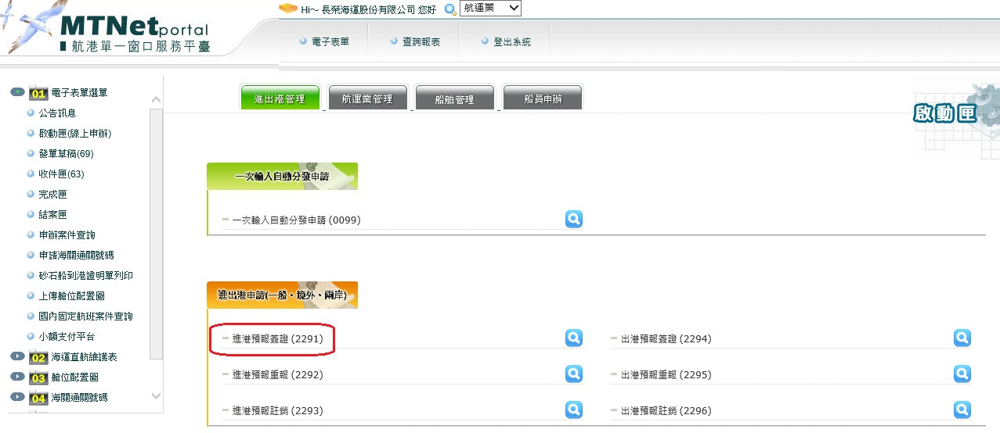 Hi～ 長榮海運股份有限公司 您好
航運業
MTNet portal
航港單一窗口服務平臺
電子表單
查詢報表
登出系統
01 電子表單選單
公告訊息
啟動匣(線上申辦)
發單草稿(69)
收件匣(63)
完成匣
結案匣
申辦案件查詢
申請海關通關號碼
砂石船到港證明單列印
上傳艙位配置圖
國內固定航班案件查詢
小額支付平台
02 海運直航維護表
03 艙位配置圖
04 海關通關號碼
進出港管理
航運業管理
船舶管理
船員申辦
啟動匣
一次輸入自動分發申請
一次輸入自動分發申請 (0099)
進出港申請(一般、境外、兩岸)
進港預報簽證 (2291)
出港預報簽證 (2294)
進港預報重報 (2292)
出港預報重報 (2295)
進港預報註銷 (2293)
出港預報註銷 (2296)